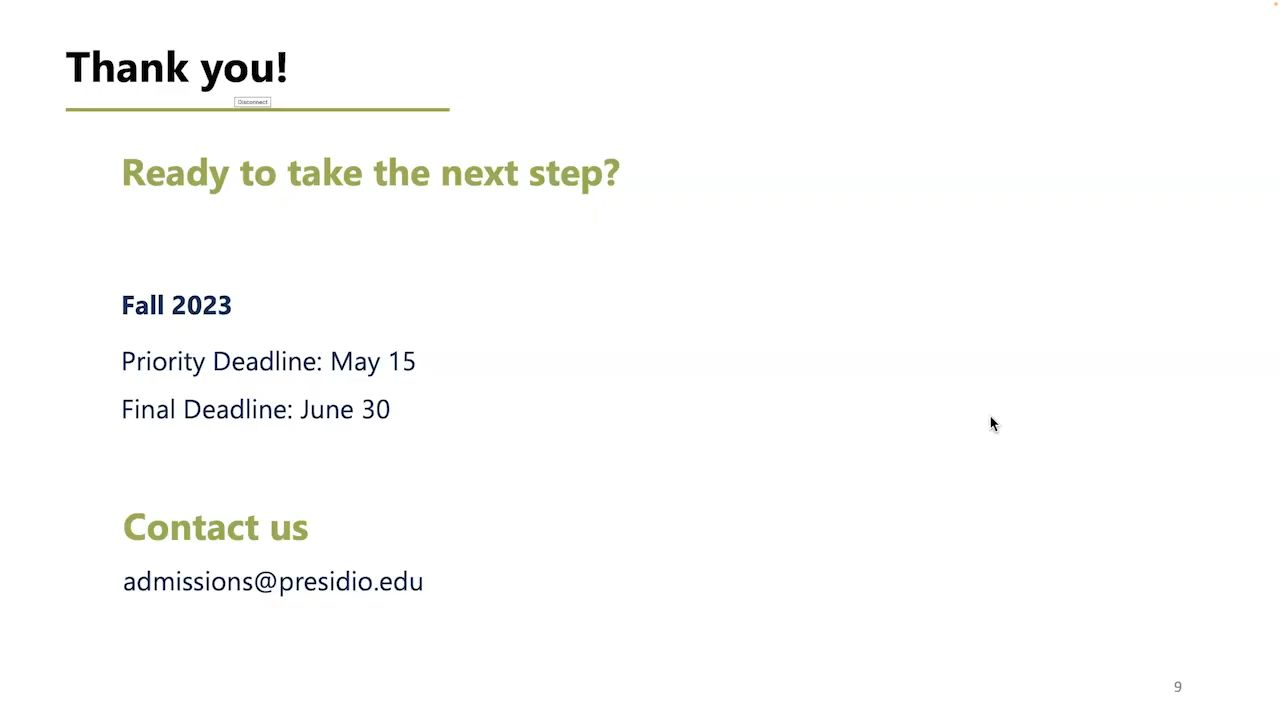 Thank you!
Disconnect
Ready to take the next step?
Fall 2023
Priority Deadline: May 15
Final Deadline: June 30
Contact us
admissions@presidio.edu
9